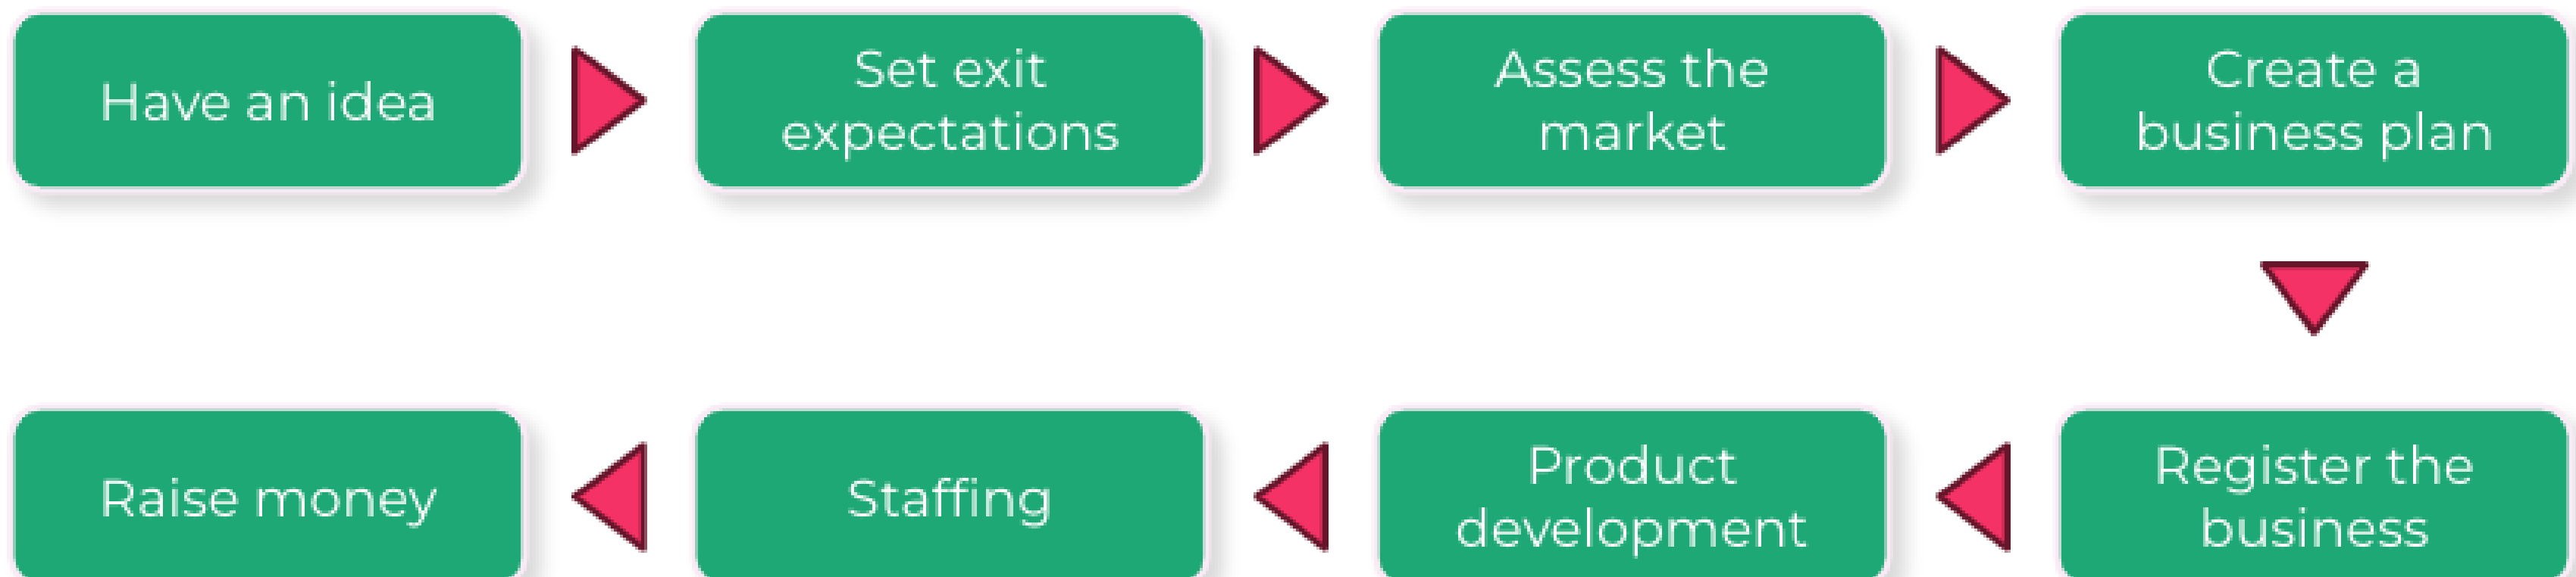 Have an idea
Set exit
expectations
Assess the
market
Create a
business plan
Register the
business
Product
development
Staffing
Raise money